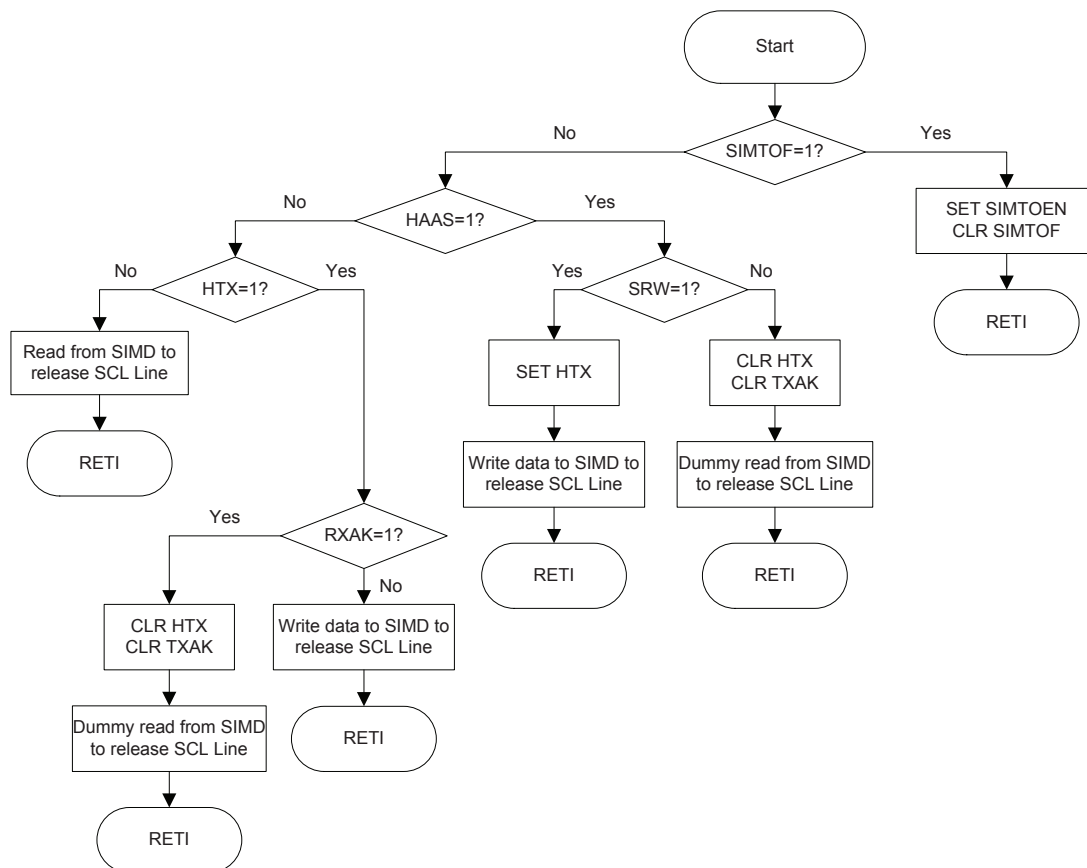 Start
No
Yes
SIMTOF=1?
No
Yes
HAAS=1?
SET SIMTOEN
CLR SIMTOF
No
Yes
HTX=1?
Yes
No
SRW=1?
RETI
Read from SIMD to
release SCL Line
SET HTX
CLR HTX
CLR TXAK
RETI
Write data to SIMD to
release SCL Line
Dummy read from SIMD
to release SCL Line
Yes
RXAK=1?
No
RETI
RETI
CLR HTX
CLR TXAK
Write data to SIMD to
release SCL Line
Dummy read from SIMD
to release SCL Line
RETI
RETI